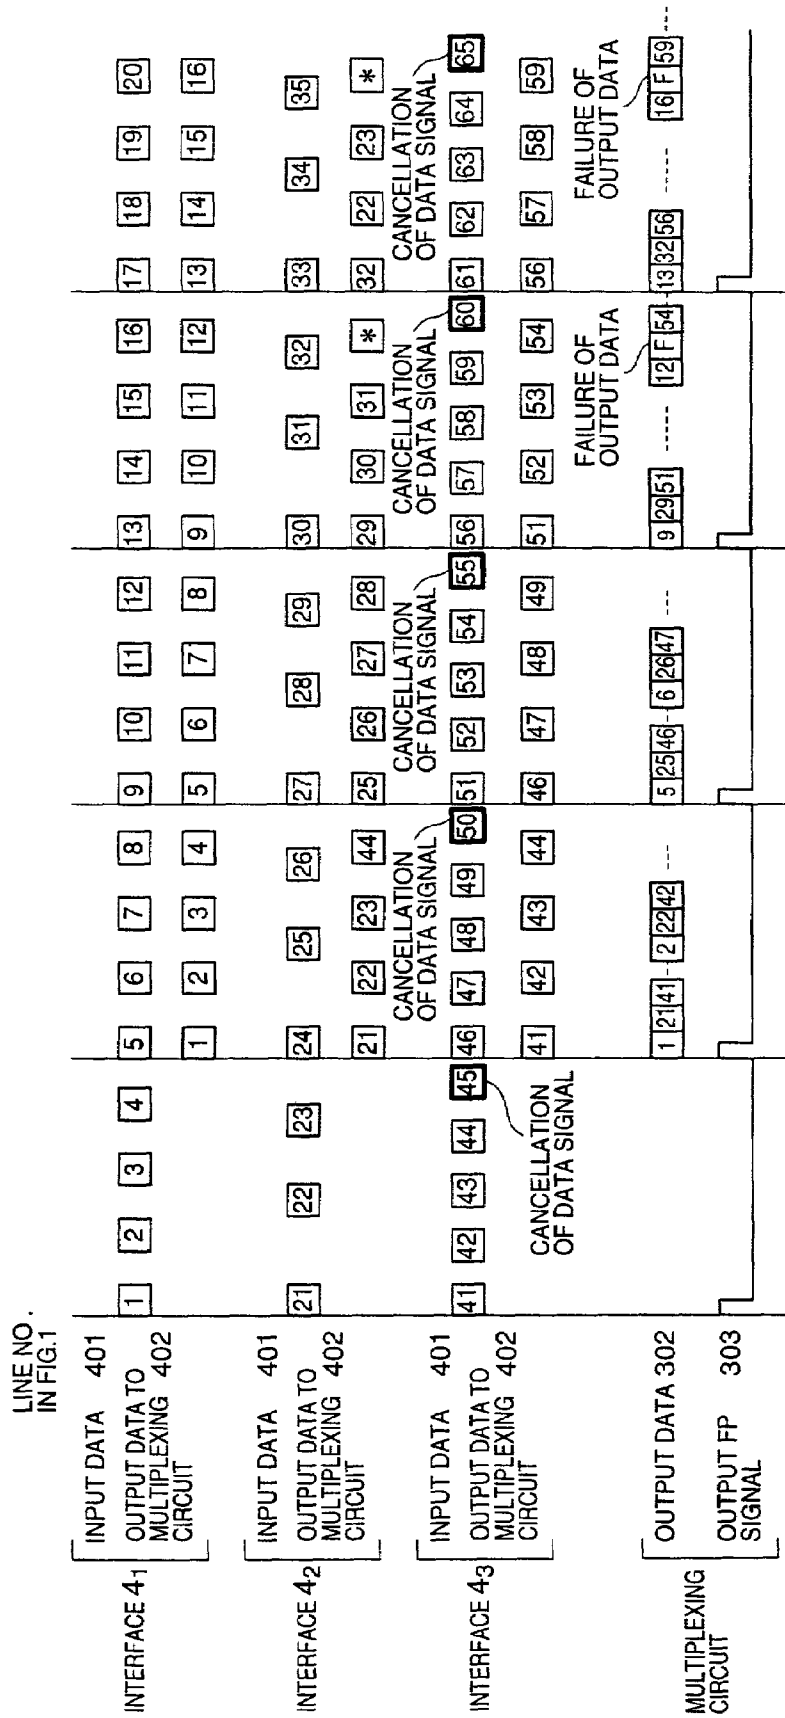 LINE NO.
IN FIG.1
INTERFACE 41
INPUT DATA 401
1 2 3 4 5 6 7 8 9 10 11 12 13 14 15 16 17 18 19 20
OUTPUT DATA TO
MULTIPLEXING 402
CIRCUIT
1 2 3 4 5 6 7 8 9 10 11 12 13 14 15 16
INTERFACE 42
INPUT DATA 401
21 22 23 24 25 26 27 28 29 30 31 32 33 34 35
OUTPUT DATA TO
MULTIPLEXING 402
CIRCUIT
21 22 23 44 25 26 27 28 29 30 31 * 32 22 23 *
CANCELLATION
OF DATA SIGNAL
CANCELLATION
OF DATA SIGNAL
CANCELLATION
OF DATA SIGNAL
CANCELLATION
OF DATA SIGNAL
INTERFACE 43
INPUT DATA 401
41 42 43 44 45 46 47 48 49 50 51 52 53 54 55 56 57 58 59 60 61 62 63 64 65
OUTPUT DATA TO
MULTIPLEXING 402
CIRCUIT
41 42 43 44 46 47 48 49 51 52 53 54 56 57 58 59
CANCELLATION
OF DATA SIGNAL
FAILURE OF
OUTPUT DATA
FAILURE OF
OUTPUT DATA
MULTIPLEXING
CIRCUIT
OUTPUT DATA 302
1 21 41 -- 2 22 42 --- 5 25 46 -- 6 26 47 --- 9 29 51 ----- 12 F 54 -- 13 32 56 ----- 16 F 59 ---
OUTPUT FP 303
SIGNAL